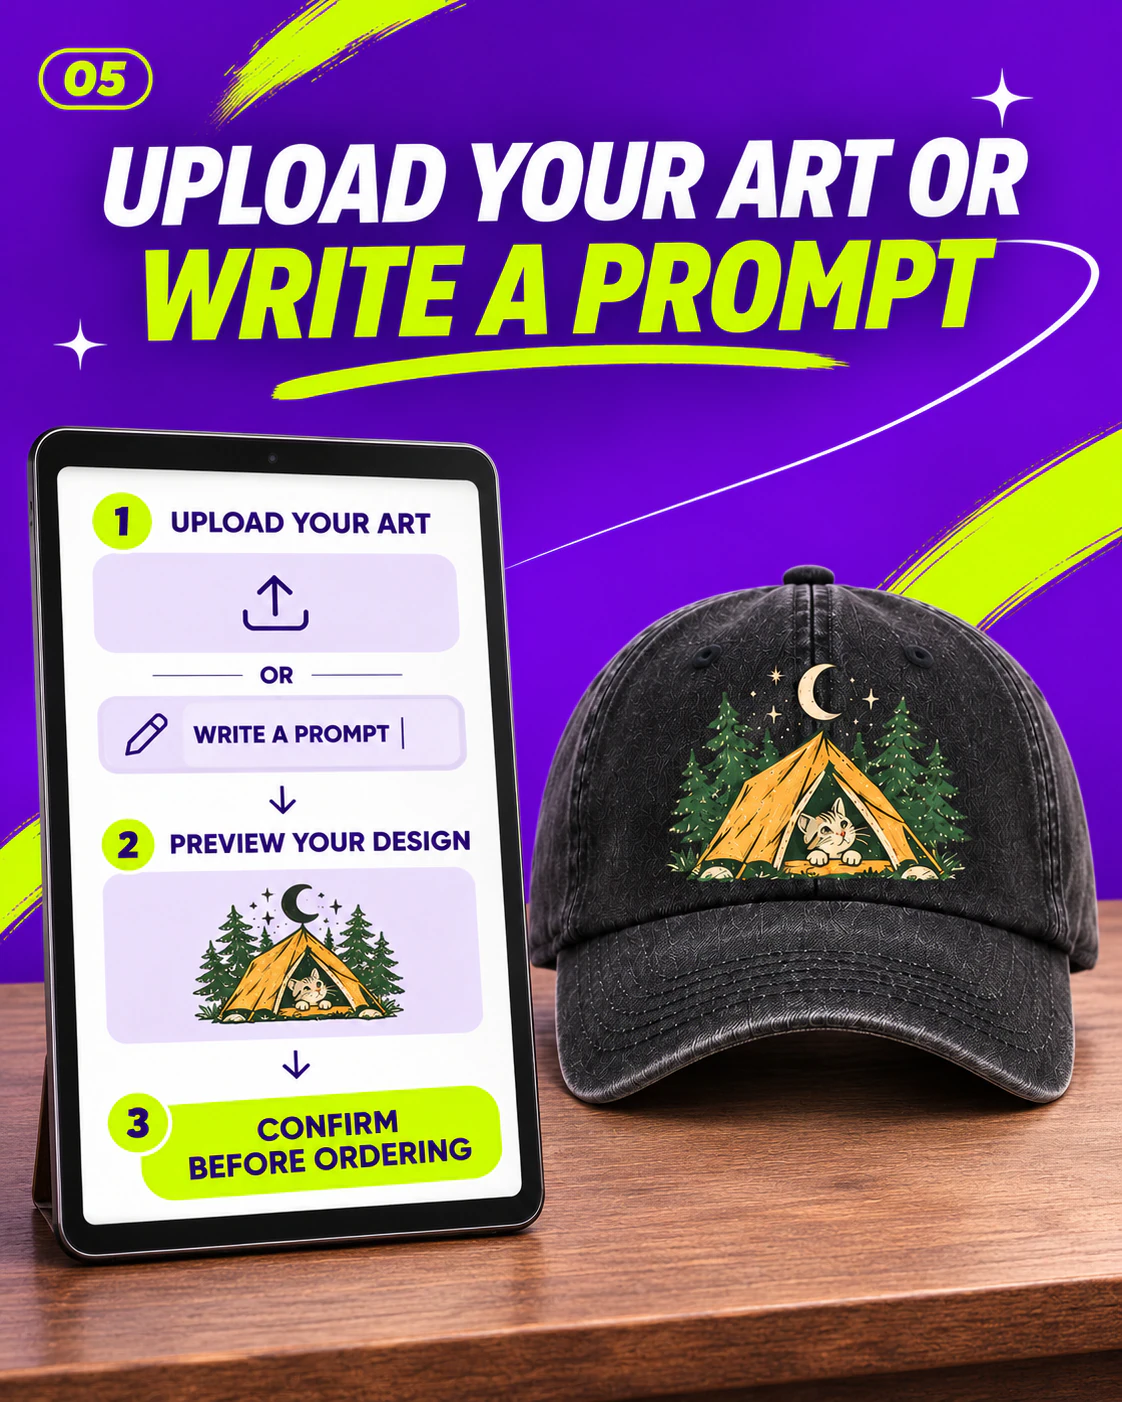 05
UPLOAD YOUR ART OR
WRITE A PROMPT
1 UPLOAD YOUR ART
OR
WRITE A PROMPT
2 PREVIEW YOUR DESIGN
3 CONFIRM
BEFORE ORDERING